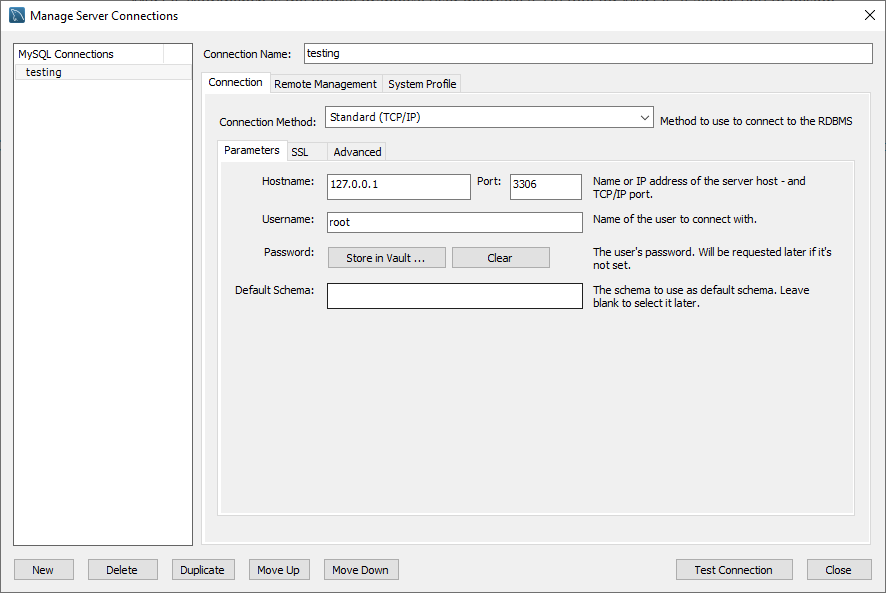 Manage Server Connections
MySQL Connections
testing
Connection Name: testing
Connection Remote Management System Profile
Connection Method: Standard (TCP/IP) Method to use to connect to the RDBMS
Parameters SSL Advanced
Hostname: 127.0.0.1 Port: 3306 Name or IP address of the server host - and
TCP/IP port.
Username: root Name of the user to connect with.
Password: Store in Vault ... Clear The user's password. Will be requested later if it's
not set.
Default Schema: The schema to use as default schema. Leave
blank to select it later.
New Delete Duplicate Move Up Move Down Test Connection Close